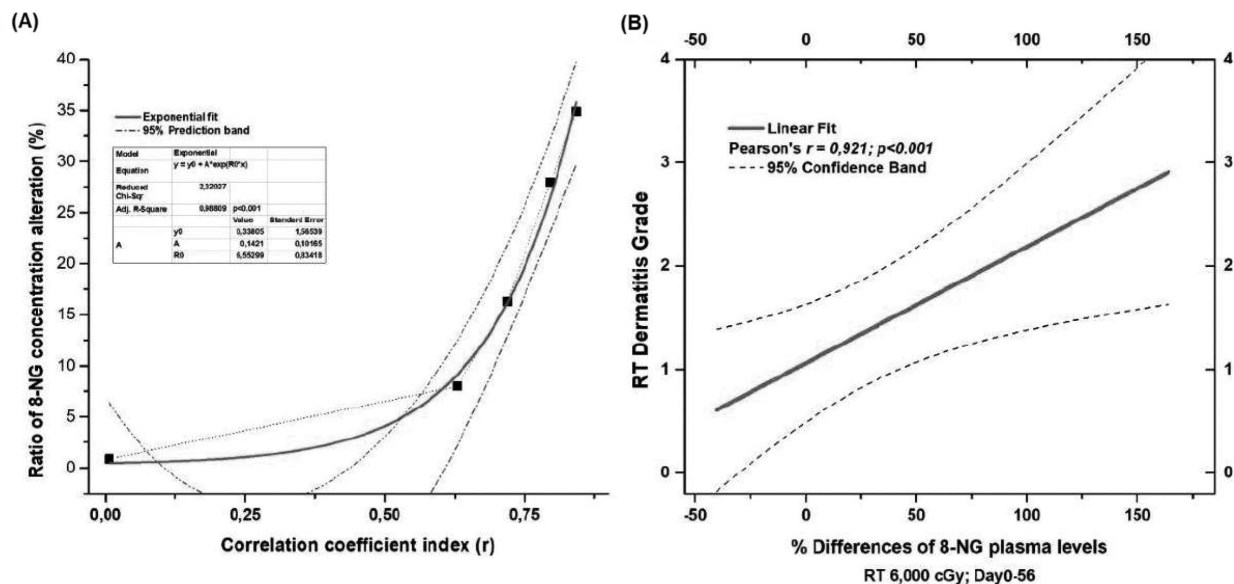 (A)
40
35
30
25
20
15
10
5
0
Ratio of 8-NG concentration alteration (%)
Exponential fit
95% Prediction band
Model Exponential
Equation y = y0 + A*exp(R0*x)
Reduced Chi-Sqr 2,32027
Adj. R-Square 0,98809 p<0.001
Value Standard Error
y0 0,33805 1,56539
A A 0,1421 0,10165
R0 6,55299 0,83418
0,00 0,25 0,50 0,75
Correlation coefficient index (r)
(B)
-50 0 50 100 150
4 4
3 3
2 2
1 1
0 0
RT Dermatitis Grade
Linear Fit
Pearson's r = 0,921; p<0.001
95% Confidence Band
-50 0 50 100 150
% Differences of 8-NG plasma levels
RT 6,000 cGy; Day0-56